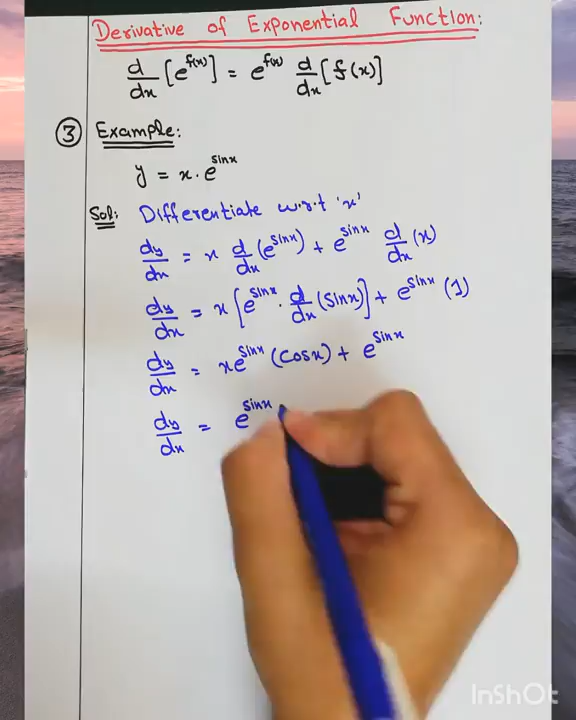 Derivative of Exponential Function:
d/dx [e^f(x)] = e^f(x) d/dx [f(x)]
③ Example:
y = x · e^sinx
Sol: Differentiate w.r.t 'x'
dy/dx = x d/dx (e^sinx) + e^sinx d/dx (x)
dy/dx = x [e^sinx · d/dx (sinx)] + e^sinx (1)
dy/dx = xe^sinx (cosx) + e^sinx
dy/dx = e^sinx
InShOt